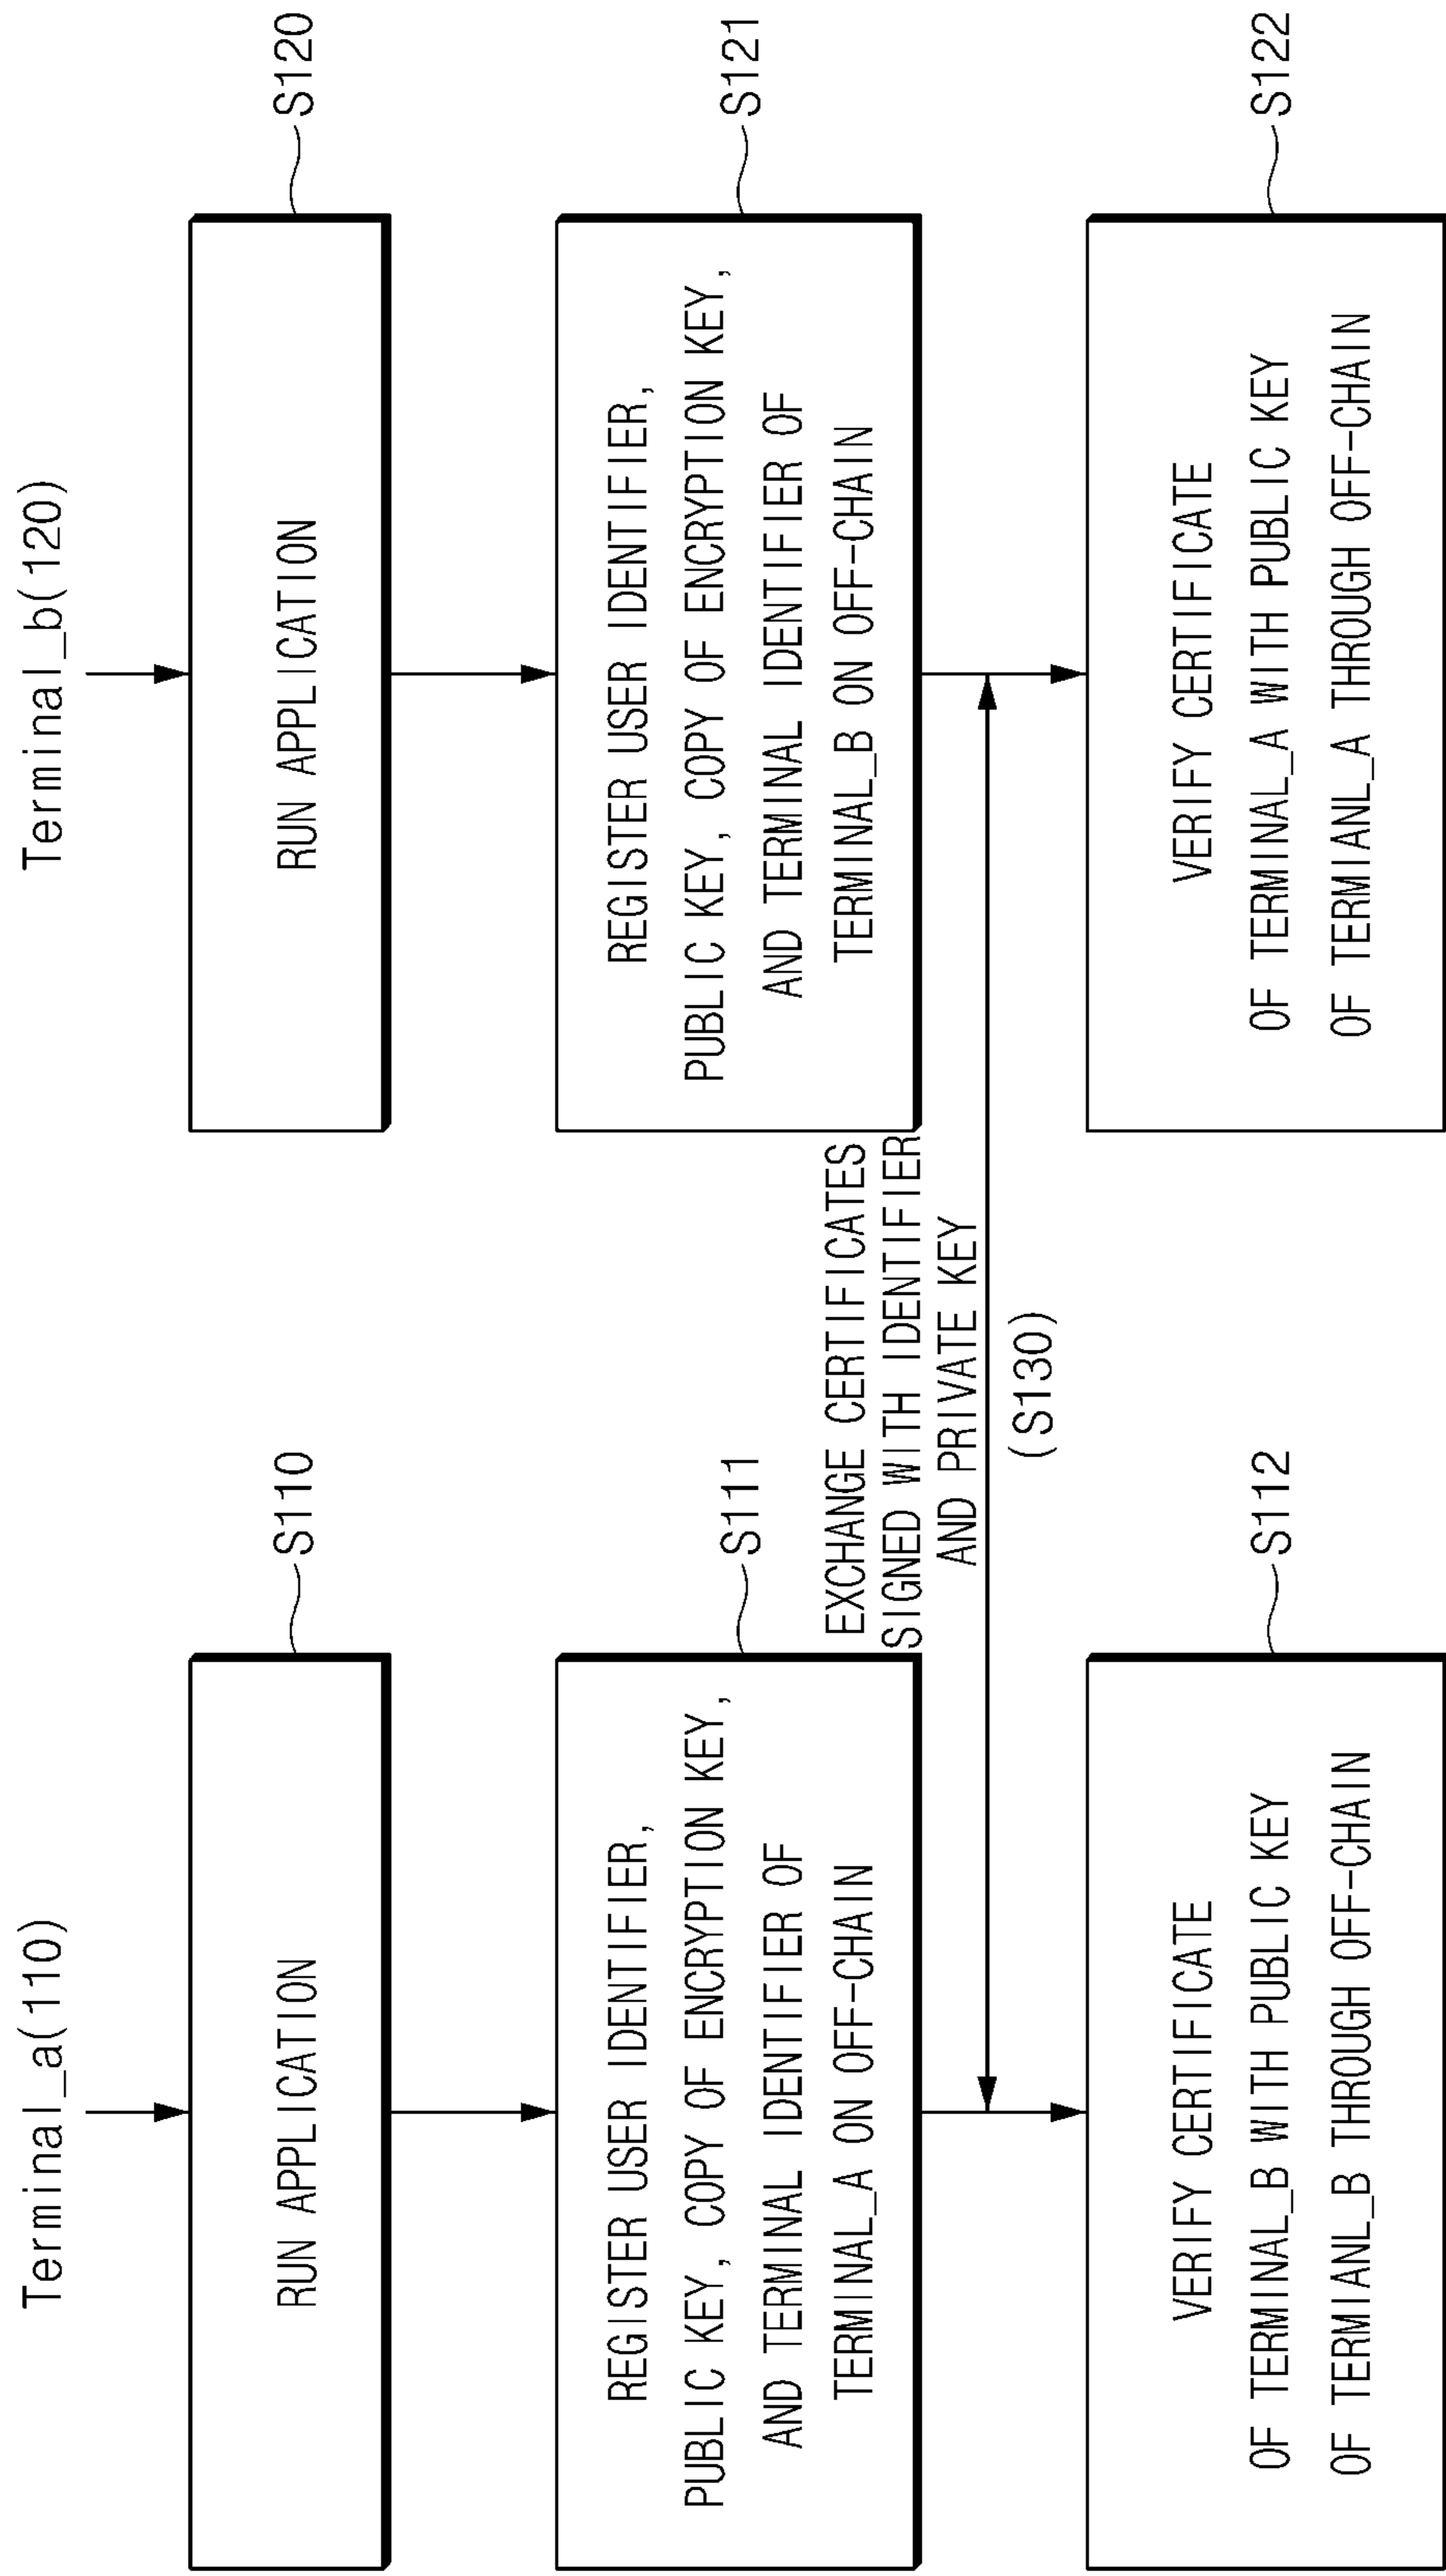 Terminal_a(110)
RUN APPLICATION
S110
REGISTER USER IDENTIFIER,
PUBLIC KEY, COPY OF ENCRYPTION KEY,
AND TERMINAL IDENTIFIER OF
TERMINAL_A ON OFF-CHAIN
S111
EXCHANGE CERTIFICATES
SIGNED WITH IDENTIFIER
AND PRIVATE KEY
(S130)
VERIFY CERTIFICATE
OF TERMINAL_B WITH PUBLIC KEY
OF TERMIANL_B THROUGH OFF-CHAIN
S112
Terminal_b(120)
RUN APPLICATION
S120
REGISTER USER IDENTIFIER,
PUBLIC KEY, COPY OF ENCRYPTION KEY,
AND TERMINAL IDENTIFIER OF
TERMINAL_B ON OFF-CHAIN
S121
VERIFY CERTIFICATE
OF TERMINAL_A WITH PUBLIC KEY
OF TERMIANL_A THROUGH OFF-CHAIN
S122